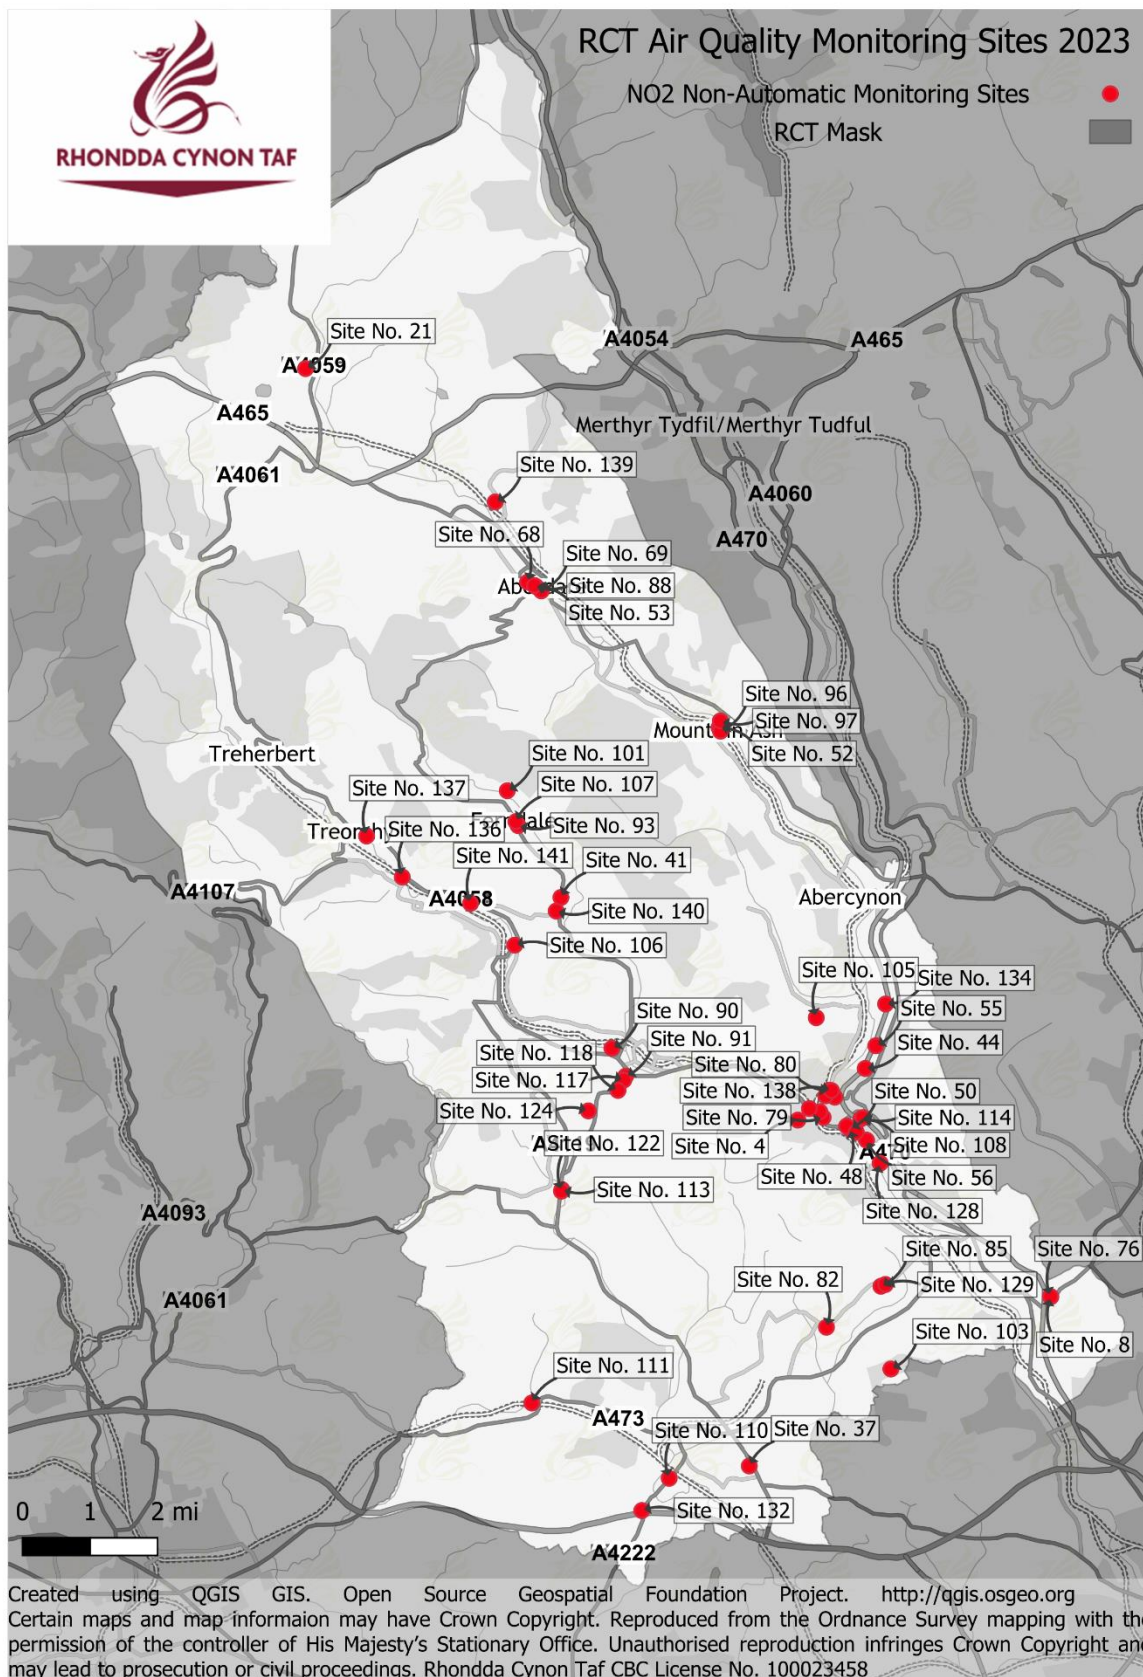 RCT Air Quality Monitoring Sites 2023
NO2 Non-Automatic Monitoring Sites
RCT Mask
RHONDDA CYNON TAF
Site No. 21
A4059
A4054
A465
A465
Merthyr Tydfil/Merthyr Tudful
A4061
Site No. 139
A4060
Site No. 68
A470
Site No. 69
Site No. 88
Site No. 53
Site No. 96
Site No. 97
Mountain Ash
Site No. 52
Treherbert
Site No. 101
Site No. 137
Site No. 107
Ferndale
Site No. 136
Treorchy
Site No. 93
Site No. 141
Site No. 41
A4107
A4058
Abercynon
Site No. 140
Site No. 106
Site No. 105
Site No. 134
Site No. 90
Site No. 55
Site No. 91
Site No. 44
Site No. 118
Site No. 80
Site No. 117
Site No. 138
Site No. 50
Site No. 124
Site No. 79
Site No. 114
Site No. 122
Site No. 4
Site No. 108
Site No. 48
Site No. 56
Site No. 113
Site No. 128
A4093
Site No. 85
Site No. 76
Site No. 82
Site No. 129
A4061
Site No. 103
Site No. 8
Site No. 111
A473
Site No. 110
Site No. 37
0 1 2 mi
Site No. 132
A4222
Created using QGIS GIS. Open Source Geospatial Foundation Project. http://qgis.osgeo.org
Certain maps and map informaion may have Crown Copyright. Reproduced from the Ordnance Survey mapping with the
permission of the controller of His Majesty's Stationary Office. Unauthorised reproduction infringes Crown Copyright and
may lead to prosecution or civil proceedings. Rhondda Cynon Taf CBC License No. 100023458